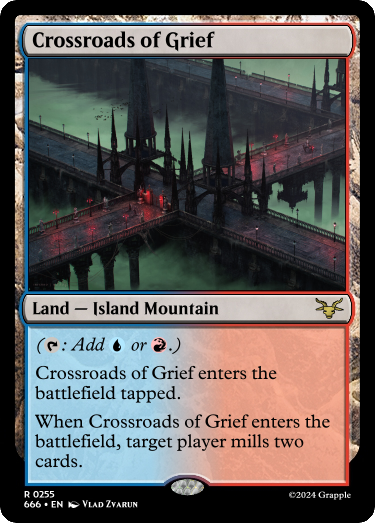 Crossroads of Grief
Land — Island Mountain
(: Add or .)
Crossroads of Grief enters the
battlefield tapped.
When Crossroads of Grief enters the
battlefield, target player mills two
cards.
R 0255
666 • EN Vlad Zvarun
©2024 Grapple